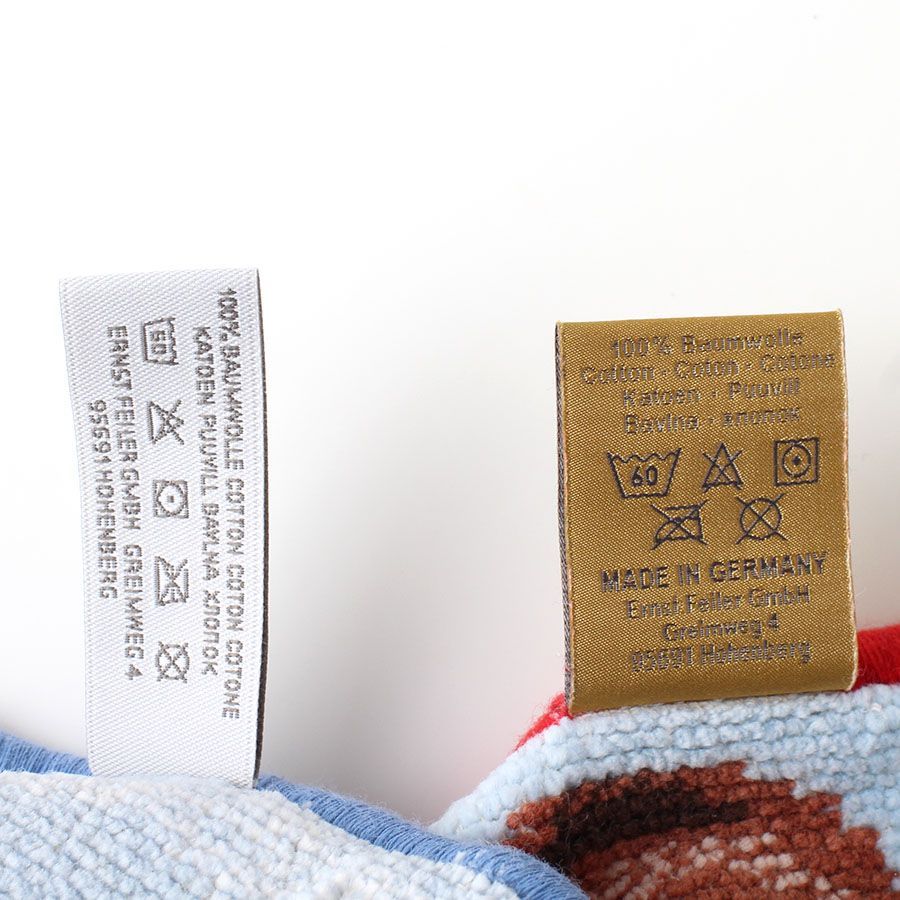 100% BAUMWOLLE COTTON COTON COTONE
KATOEN PUUVILL BAVLNA ХЛОПОК
60
ERNST FEILER GMBH GREIMWEG 4
95691 HOHENBERG
100% Baumwolle
Cotton - Coton - Cotone
Katoen - Puuvill
Bavlna - хлопок
60
MADE IN GERMANY
Ernst Feiler GmbH
Greimweg 4
95691 Hohenberg